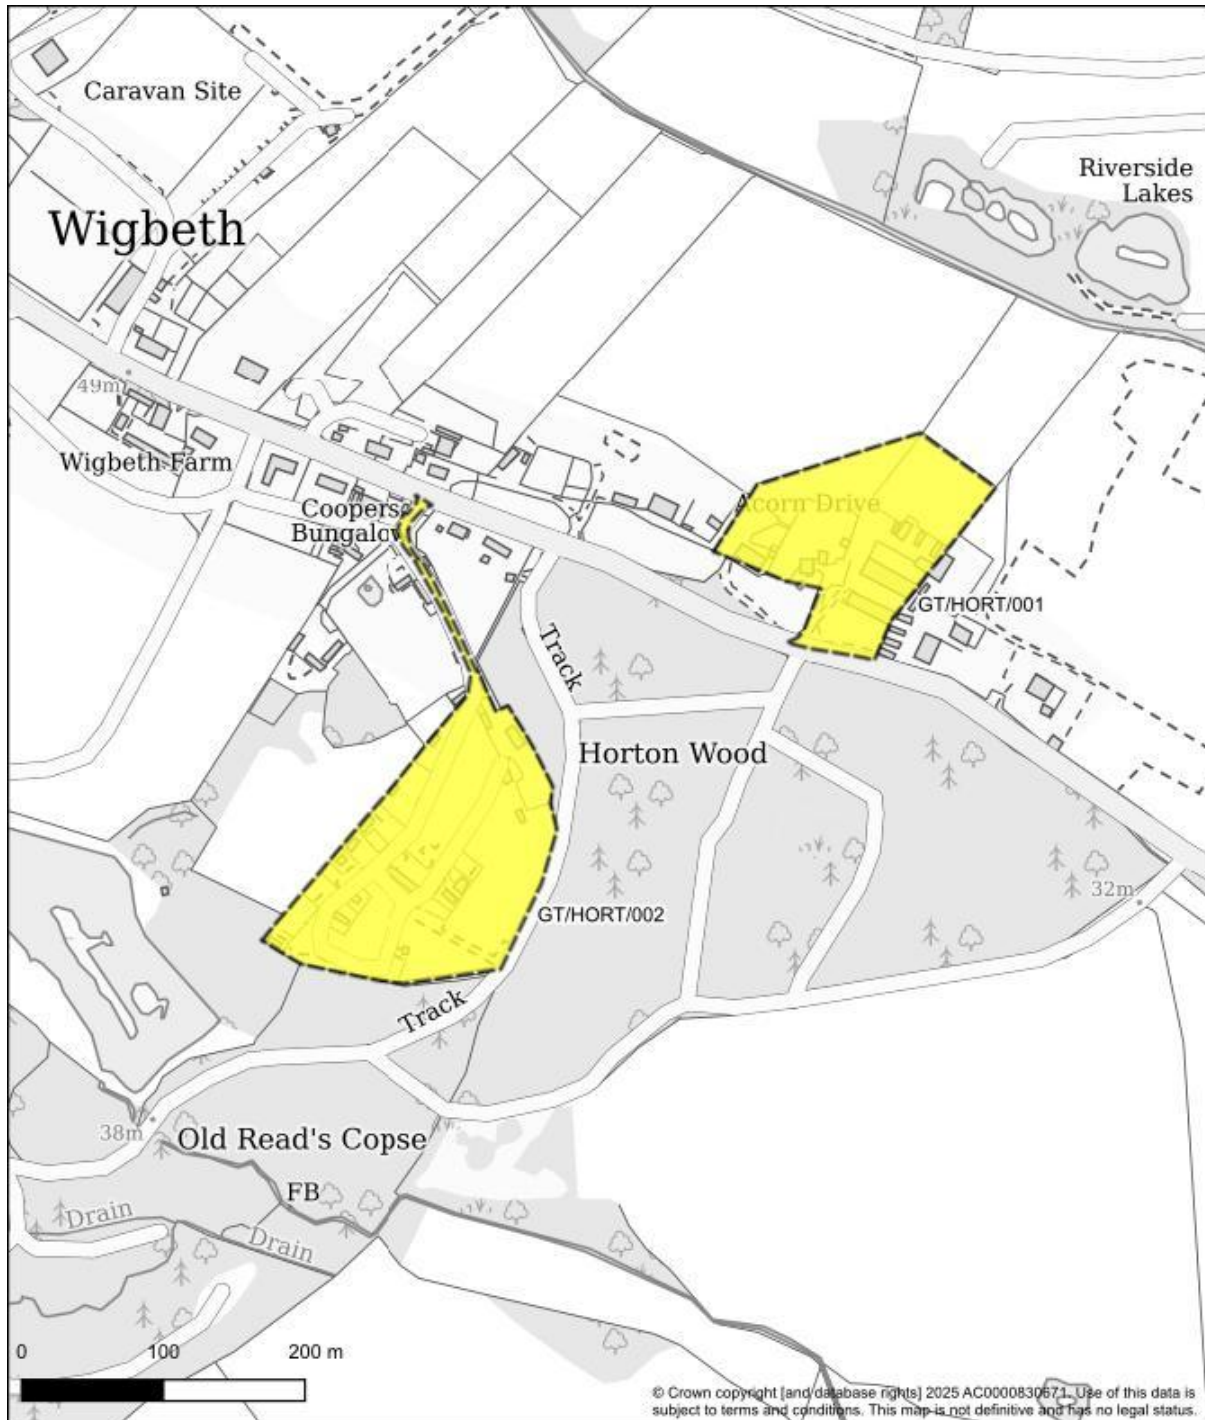 Caravan Site
Riverside
Lakes
Wigbeth
49m
Wigbeth Farm
Coopers
Bungalow
Acorn Drive
GT/HORT/001
Track
Horton Wood
32m
GT/HORT/002
Track
38m
Old Read's Copse
FB
Drain
Drain
0 100 200 m
© Crown copyright [and database rights] 2025 AC0000830671. Use of this data is
subject to terms and conditions. This map is not definitive and has no legal status.